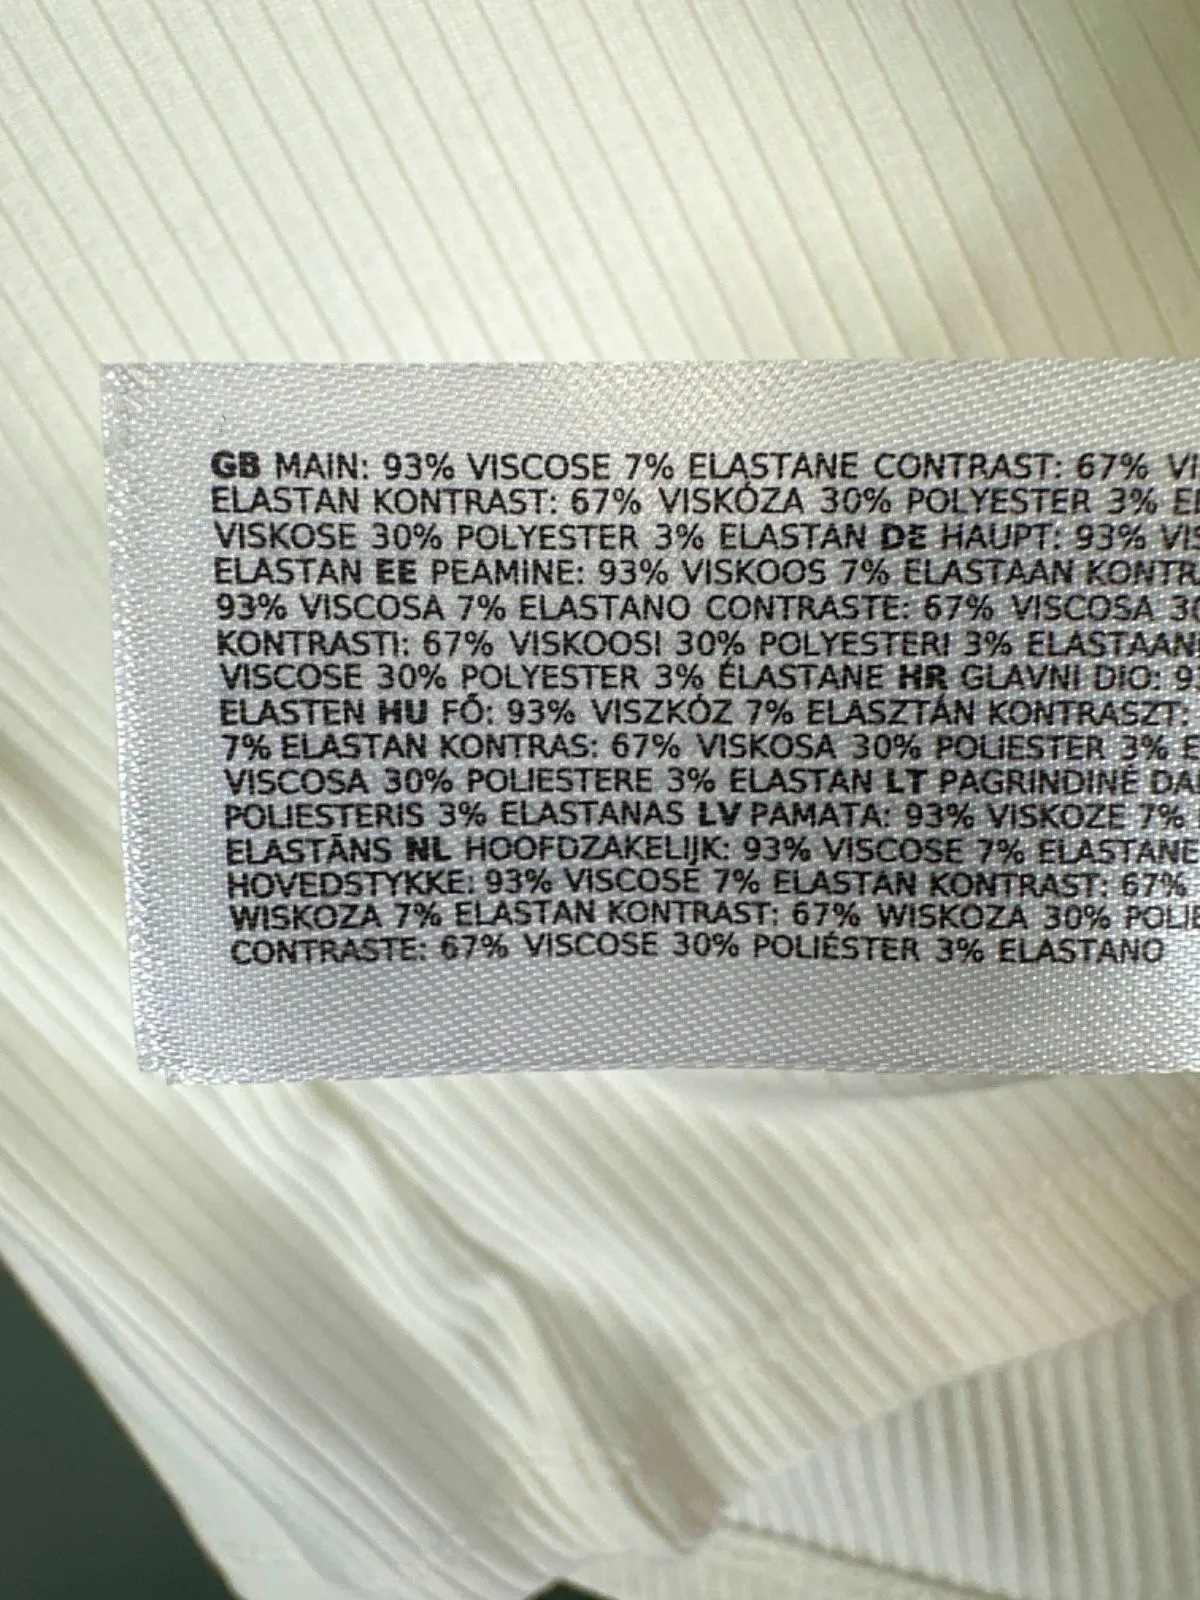 GB MAIN: 93% VISCOSE 7% ELASTANE CONTRAST: 67%
ELASTAN KONTRAST: 67% VISKÓZA 30% POLYESTER 3%
VISKOSE 30% POLYESTER 3% ELASTAN DE HAUPT: 93%
ELASTAN EE PEAMINE: 93% VISKOOS 7% ELASTAAN
93% VISCOSA 7% ELASTANO CONTRASTE: 67% VISCOSA
KONTRASTI: 67% VISKOOSI 30% POLYESTERI 3%
VISCOSE 30% POLYESTER 3% ÉLASTANE HR GLAVNI DIO:
ELASTEN HU FŐ: 93% VISZKÓZ 7% ELASZTÁN KONTRASZT:
7% ELASTAN KONTRAS: 67% VISKOSA 30% POLIESTER 3%
VISCOSA 30% POLIESTERE 3% ELASTAN LT PAGRINDINĖ
POLIESTERIS 3% ELASTANAS LV PAMATA: 93% VISKOZE 7%
ELASTĀNS NL HOOFDZAKELIJK: 93% VISCOSE 7% ELASTANE
HOVEDSTYKKE: 93% VISCOSE 7% ELASTAN KONTRAST: 67%
WISKOZA 7% ELASTAN KONTRAST: 67% WISKOZA 30%
CONTRASTE: 67% VISCOSE 30% POLIÉSTER 3% ELASTANO